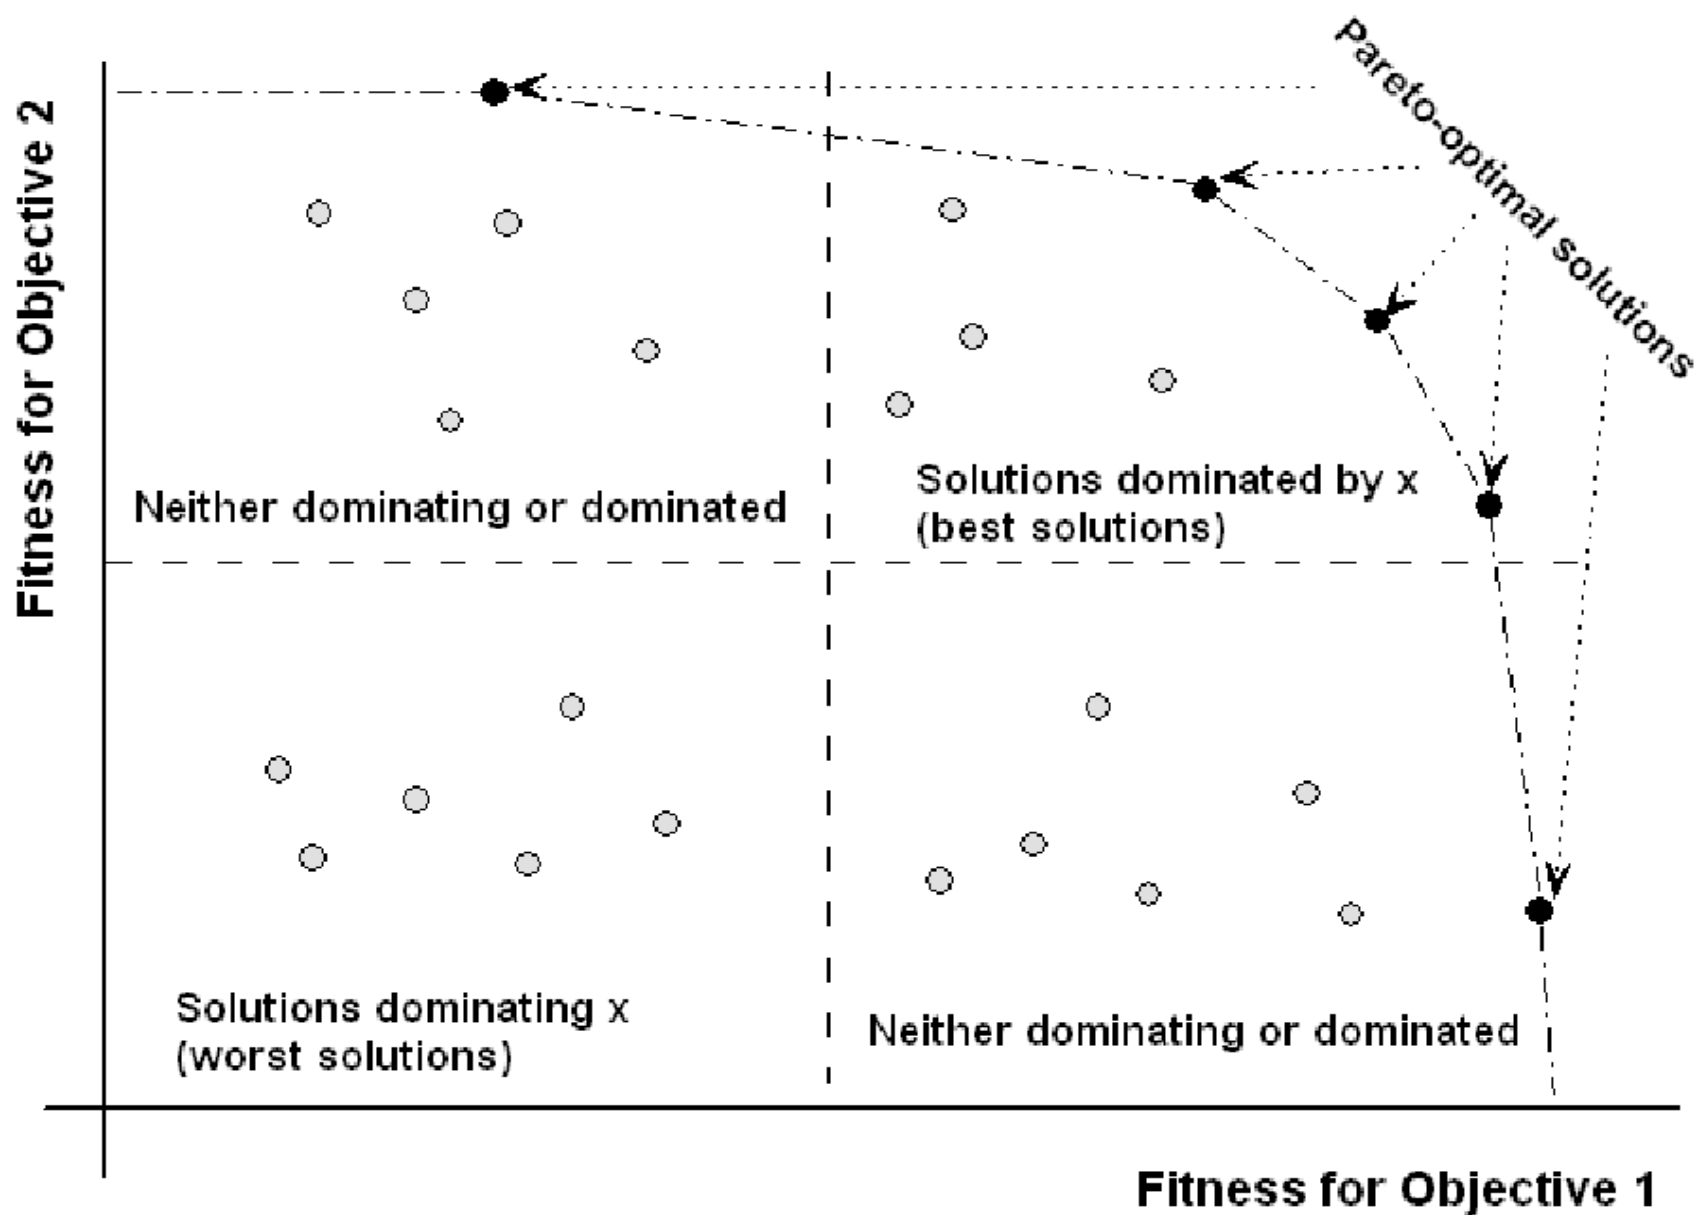 Pareto-optimal solutions
Fitness for Objective 2
Neither dominating or dominated
Solutions dominated by x
(best solutions)
Solutions dominating x
(worst solutions)
Neither dominating or dominated
Fitness for Objective 1